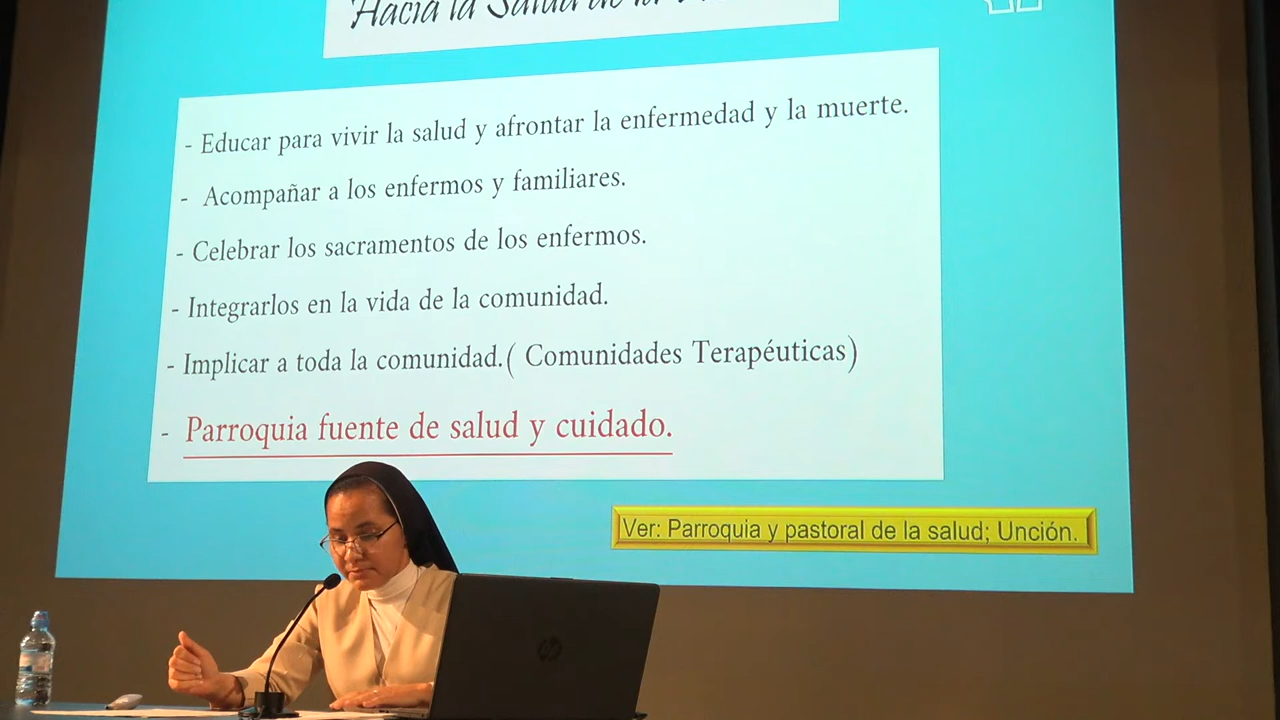 Hacia la Salud de la
- Educar para vivir la salud y afrontar la enfermedad y la muerte.
- Acompañar a los enfermos y familiares.
- Celebrar los sacramentos de los enfermos.
- Integrarlos en la vida de la comunidad.
- Implicar a toda la comunidad.( Comunidades Terapéuticas)
- Parroquia fuente de salud y cuidado.
Ver: Parroquia y pastoral de la salud; Unción.
hp